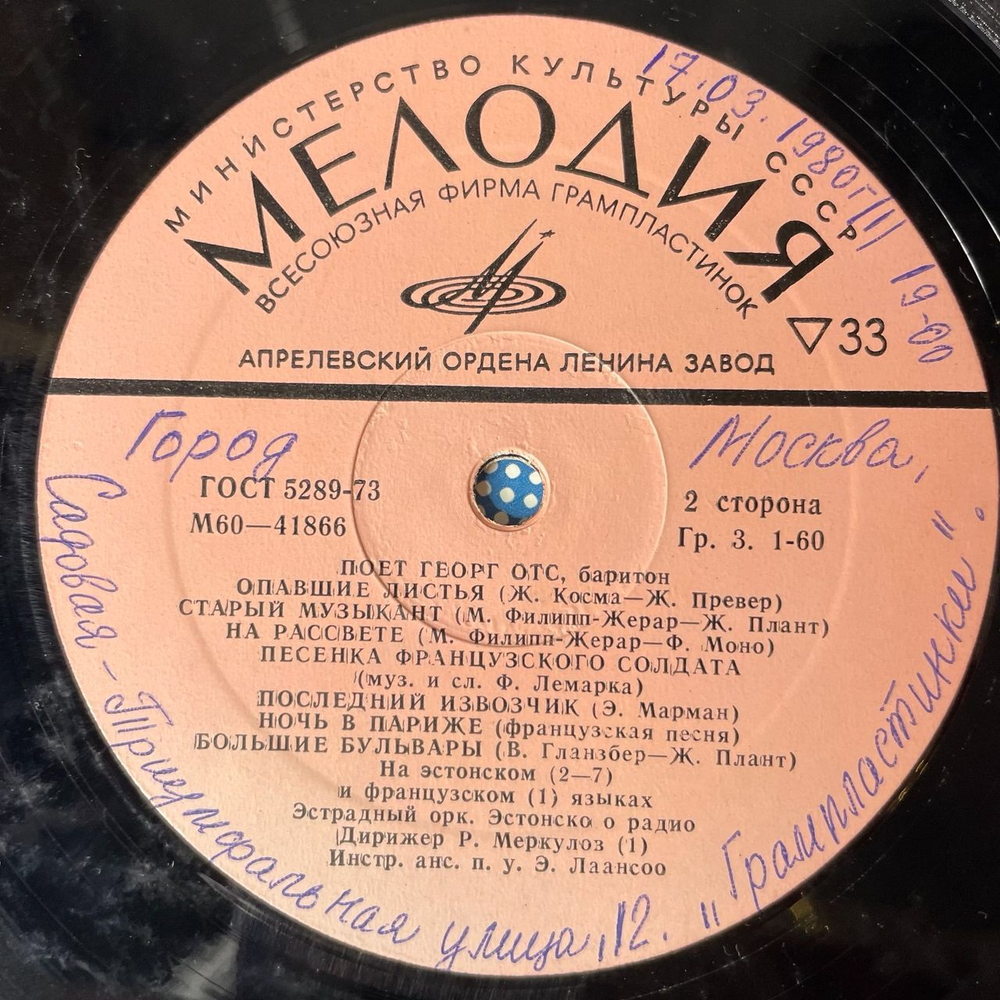 МИНИСТЕРСТВО КУЛЬТУРЫ СССР
МЕЛОДИЯ
ВСЕСОЮЗНАЯ ФИРМА ГРАМПЛАСТИНОК
17.03.1980г
19-00
33
АПРЕЛЕВСКИЙ ОРДЕНА ЛЕНИНА ЗАВОД
Город Москва,
Садовая-Триумфальная улица, 12. „Грампластинки".
ГОСТ 5289-73
М60—41866
2 сторона
Гр. 3. 1-60
ПОЕТ ГЕОРГ ОТС, баритон
ОПАВШИЕ ЛИСТЬЯ (Ж. Косма—Ж. Превер)
СТАРЫЙ МУЗЫКАНТ (М. Филипп-Жерар—Ж. Плант)
НА РАССВЕТЕ (М. Филипп-Жерар—Ф. Моно)
ПЕСЕНКА ФРАНЦУЗСКОГО СОЛДАТА
(муз. и сл. Ф. Лемарка)
ПОСЛЕДНИЙ ИЗВОЗЧИК (Э. Марман)
НОЧЬ В ПАРИЖЕ (французская песня)
БОЛЬШИЕ БУЛЬВАРЫ (В. Гланзбер—Ж. Плант)
На эстонском (2—7)
и французском (1) языках
Эстрадный орк. Эстонско о радио
Дирижер Р. Меркулоз (1)
Инстр. анс. п. у. Э. Лаансоо